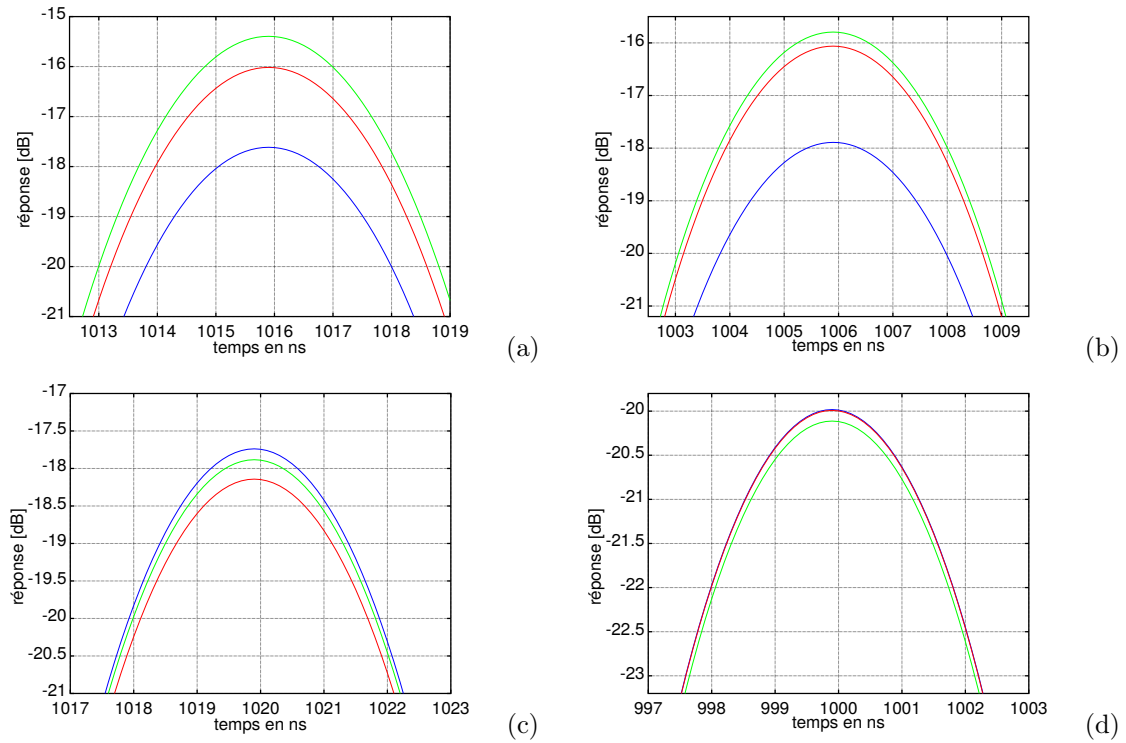 -15
-16
-17
-18
-19
-20
-21
réponse [dB]
1013 1014 1015 1016 1017 1018 1019
temps en ns
(a)
-16
-17
-18
-19
-20
-21
réponse [dB]
1003 1004 1005 1006 1007 1008 1009
temps en ns
(b)
-17
-17.5
-18
-18.5
-19
-19.5
-20
-20.5
-21
réponse [dB]
1017 1018 1019 1020 1021 1022 1023
temps en ns
(c)
-20
-20.5
-21
-21.5
-22
-22.5
-23
réponse [dB]
997 998 999 1000 1001 1002 1003
temps en ns
(d)